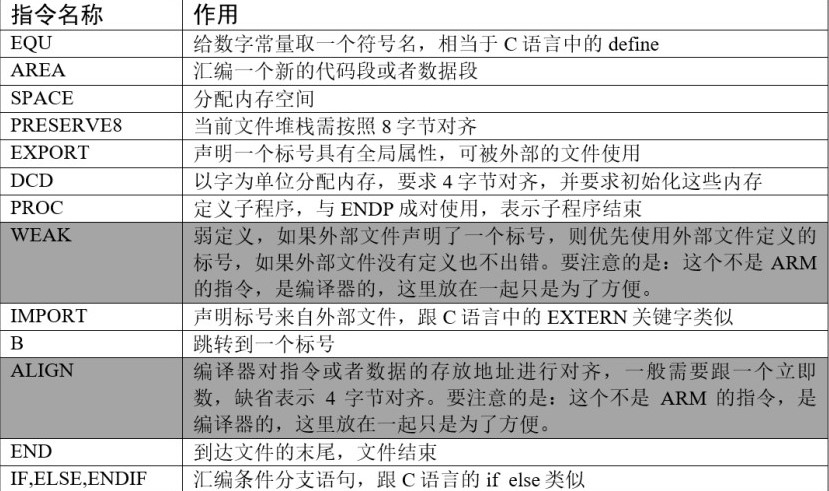 指令名称 作用
EQU 给数字常量取一个符号名，相当于 C 语言中的 define
AREA 汇编一个新的代码段或者数据段
SPACE 分配内存空间
PRESERVE8 当前文件堆栈需按照 8 字节对齐
EXPORT 声明一个标号具有全局属性，可被外部的文件使用
DCD 以字为单位分配内存，要求 4 字节对齐，并要求初始化这些内存
PROC 定义子程序，与 ENDP 成对使用，表示子程序结束
WEAK 弱定义，如果外部文件声明了一个标号，则优先使用外部文件定义的
标号，如果外部文件没有定义也不出错。要注意的是：这个不是 ARM
的指令，是编译器的，这里放在一起只是为了方便。
IMPORT 声明标号来自外部文件，跟 C 语言中的 EXTERN 关键字类似
B 跳转到一个标号
ALIGN 编译器对指令或者数据的存放地址进行对齐，一般需要跟一个立即
数，缺省表示 4 字节对齐。要注意的是：这个不是 ARM 的指令，是
编译器的，这里放在一起只是为了方便。
END 到达文件的末尾，文件结束
IF,ELSE,ENDIF 汇编条件分支语句，跟 C 语言的 if else 类似